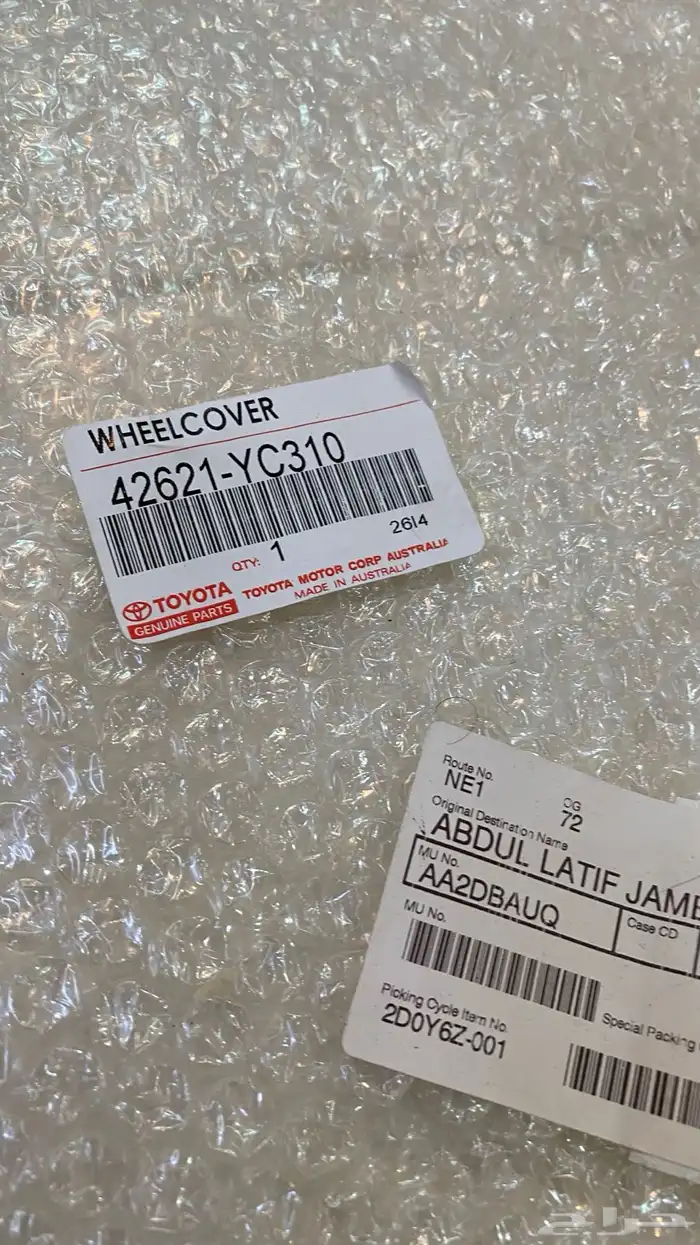 WHEELCOVER
42621-YC310
QTY: 1
2614
TOYOTA
GENUINE PARTS
TOYOTA MOTOR CORP AUSTRALIA
MADE IN AUSTRALIA
Route No.
NE1
CG
72
Original Destination Name
ABDUL LATIF JAME
MU No.
AA2DBAUQ
Case CD
MU No.
Picking Cycle Item No.
2D0Y6Z-001
Special Packing
حراج